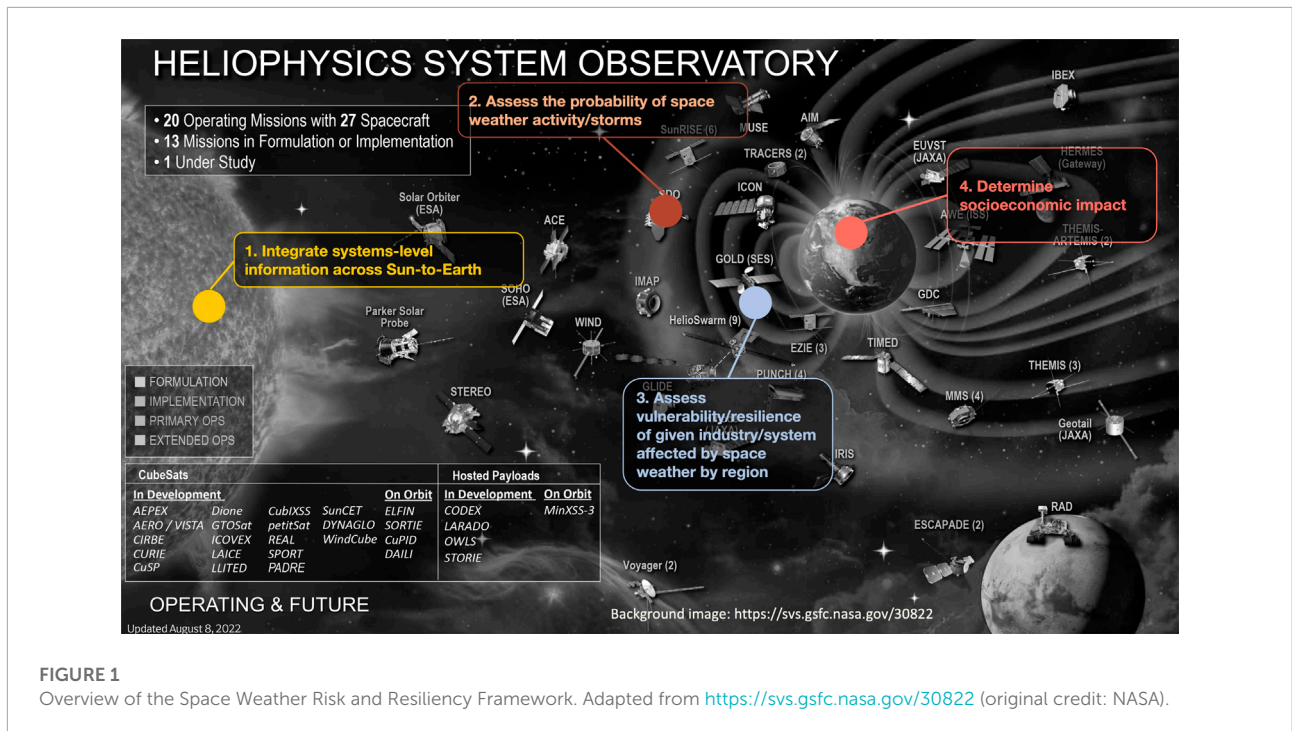 HELIOPHYSICS SYSTEM OBSERVATORY
• 20 Operating Missions with 27 Spacecraft
• 13 Missions in Formulation or Implementation
• 1 Under Study
2. Assess the probability of space
weather activity/storms
SunRISE (6)
MUSE
AIM
IBEX
TRACERS (2)
EUVST
(JAXA)
HERMES
(Gateway)
4. Determine
socioeconomic impact
Solar Orbiter
(ESA)
ACE
SDO
ICON
AWE (ISS)
THEMIS-
ARTEMIS (2)
1. Integrate systems-level
information across Sun-to-Earth
SOHO
(ESA)
IMAP
GOLD (SES)
GDC
Parker Solar
Probe
WIND
HelioSwarm (9)
EZIE (3)
TIMED
PUNCH (4)
THEMIS (3)
FORMULATION
IMPLEMENTATION
PRIMARY OPS
EXTENDED OPS
STEREO
GLIDE
3. Assess
vulnerability/resilience
of given industry/system
affected by space
weather by region
(JAXA)
MMS (4)
Geotail
(JAXA)
IRIS
CubeSats
Hosted Payloads
In Development
On Orbit
In Development
On Orbit
AEPEX Dione CubIXSS SunCET ELFIN CODEX MinXSS-3
AERO / VISTA GTOSat petitSat DYNAGLO SORTIE LARADO
CIRBE ICOVEX REAL WindCube CuPID OWLS
CURIE LAICE SPORT DAILI STORIE
CuSP LLITED PADRE
RAD
ESCAPADE (2)
Voyager (2)
OPERATING & FUTURE
Background image: https://svs.gsfc.nasa.gov/30822
Updated August 8, 2022
FIGURE 1
Overview of the Space Weather Risk and Resiliency Framework. Adapted from https://svs.gsfc.nasa.gov/30822 (original credit: NASA).